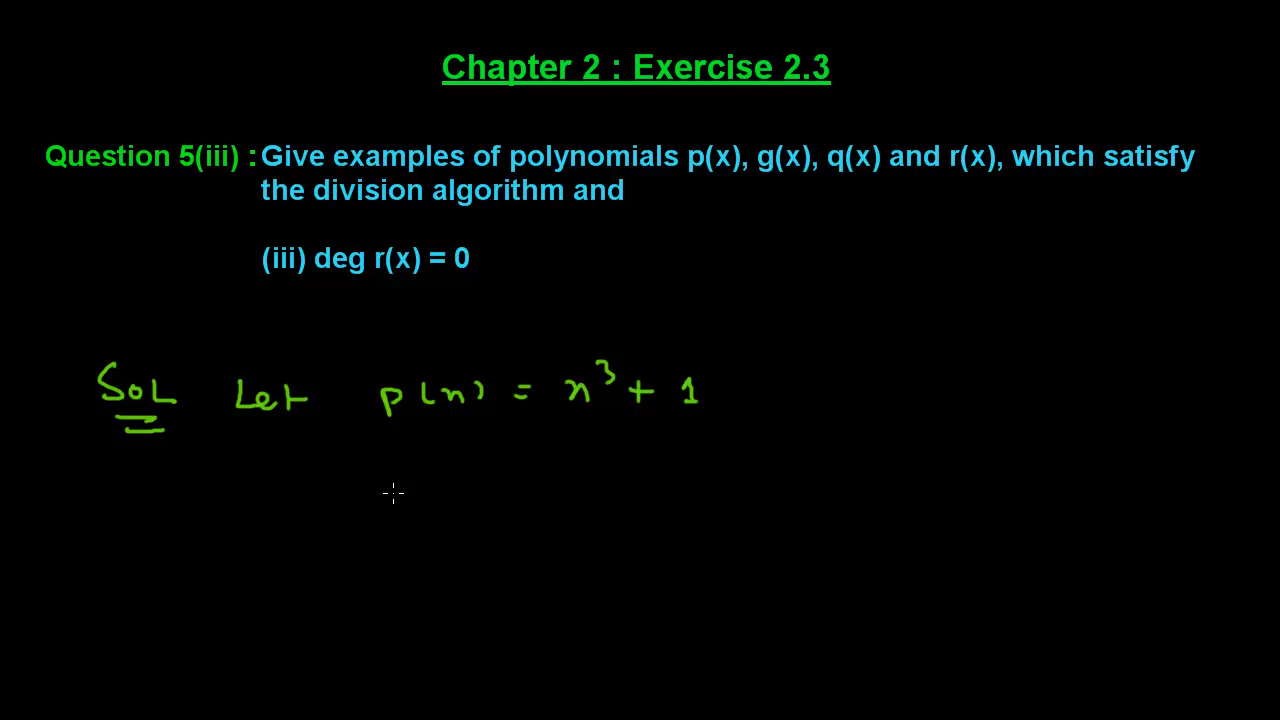 Chapter 2 : Exercise 2.3
Question 5(iii) : Give examples of polynomials p(x), g(x), q(x) and r(x), which satisfy
the division algorithm and
(iii) deg r(x) = 0
SOL Let p(x) = x³ + 1